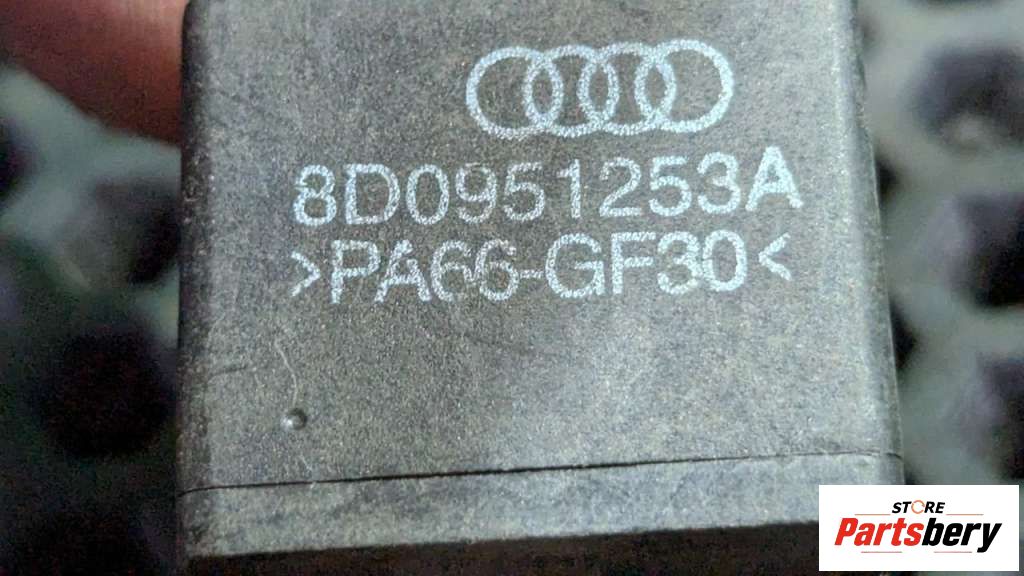 8D0951253A
>PA66-GF30<
STORE
Partsbery